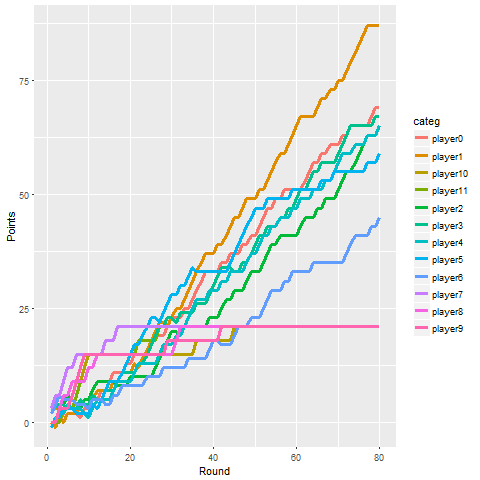 75
50
25
0
Points
0
20
40
60
80
Round
categ
player0
player1
player10
player11
player2
player3
player4
player5
player6
player7
player8
player9